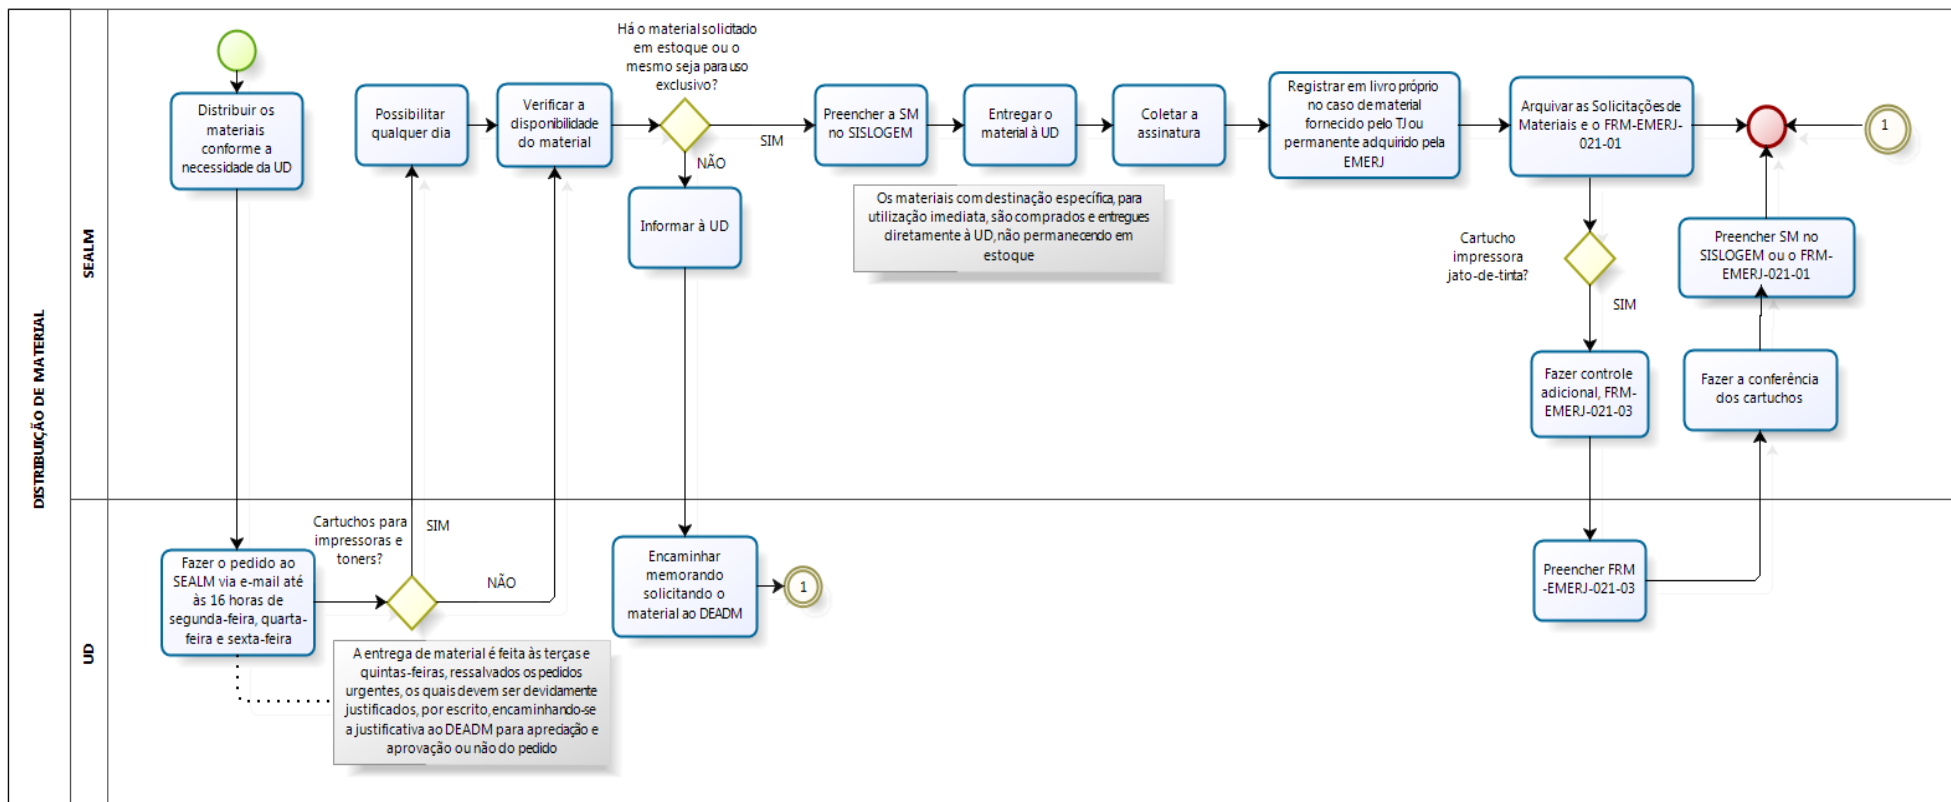 DISTRIBUIÇÃO DE MATERIAL
SEALM
Distribuir os
materiais
conforme a
necessidade da UD
Possibilitar
qualquer dia
Verificar a
disponibilidade
do material
Há o material solicitado
em estoque ou o
mesmo seja para uso
exclusivo?
SIM
NÃO
Informar à UD
Preencher a SM
no SISLOGEM
Entregar o
material à UD
Coletar a
assinatura
Registrar em livro próprio
no caso de material
fornecido pelo TJ ou
permanente adquirido pela
EMERJ
Arquivar as Solicitações de
Materiais e o FRM-EMERJ-
021-01
1
Os materiais com destinação específica, para
utilização imediata, são comprados e entregues
diretamente à UD, não permanecendo em
estoque
Cartucho
impressora
jato-de-tinta?
SIM
Preencher SM no
SISLOGEM ou o FRM-
EMERJ-021-01
Fazer controle
adicional, FRM-
EMERJ-021-03
Fazer a conferência
dos cartuchos
UD
Fazer o pedido ao
SEALM via e-mail até
às 16 horas de
segunda-feira, quarta-
feira e sexta-feira
Cartuchos para
impressoras e
toners?
SIM
NÃO
Encaminhar
memorando
solicitando o
material ao DEADM
1
Preencher FRM
-EMERJ-021-03
A entrega de material é feita às terças e
quintas-feiras, ressalvados os pedidos
urgentes, os quais devem ser devidamente
justificados, por escrito, encaminhando-se
a justificativa ao DEADM para apreciação e
aprovação ou não do pedido